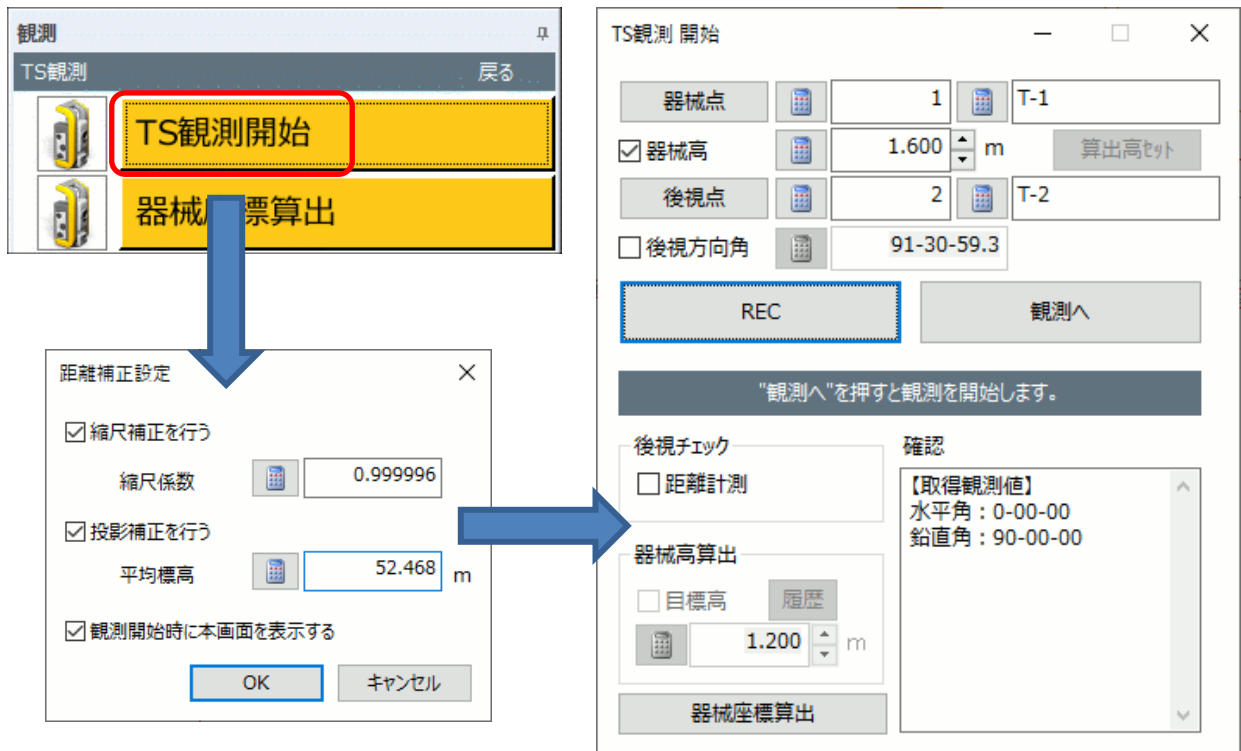 観測
TS観測 戻る
TS観測開始
器械座標算出
距離補正設定
縮尺補正を行う
縮尺係数 0.999996
投影補正を行う
平均標高 52.468 m
観測開始時に本画面を表示する
OK キャンセル
TS観測 開始
器械点 1 T-1
器械高 1.600 m 算出高セット
後視点 2 T-2
後視方向角 91-30-59.3
REC 観測へ
"観測へ"を押すと観測を開始します。
後視チェック
距離計測
器械高算出
目標高 履歴
1.200 m
器械座標算出
確認
【取得観測値】
水平角：0-00-00
鉛直角：90-00-00